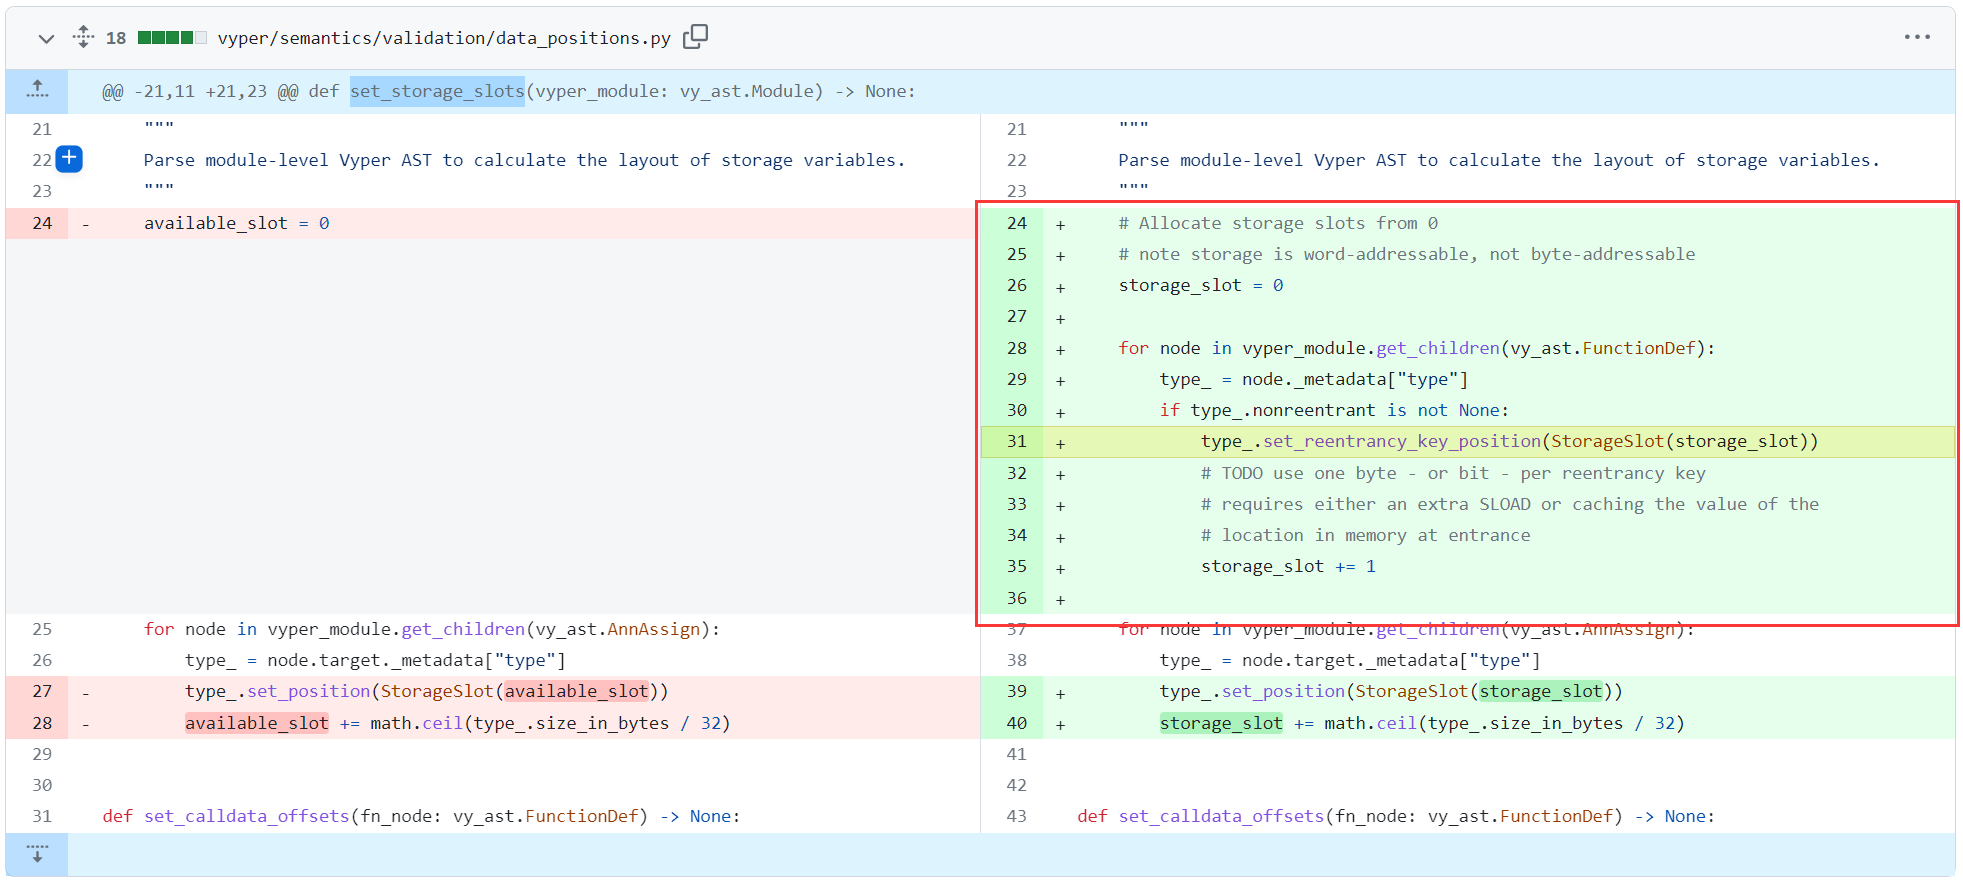 18 vyper/semantics/validation/data_positions.py
@@ -21,11 +21,23 @@ def set_storage_slots(vyper_module: vy_ast.Module) -> None:
21 """
22 Parse module-level Vyper AST to calculate the layout of storage variables.
23 """
24 - available_slot = 0
25 for node in vyper_module.get_children(vy_ast.AnnAssign):
26 type_ = node.target._metadata["type"]
27 - type_.set_position(StorageSlot(available_slot))
28 - available_slot += math.ceil(type_.size_in_bytes / 32)
29
30
31 def set_calldata_offsets(fn_node: vy_ast.FunctionDef) -> None:
21 """
22 Parse module-level Vyper AST to calculate the layout of storage variables.
23 """
24 + # Allocate storage slots from 0
25 + # note storage is word-addressable, not byte-addressable
26 + storage_slot = 0
27 +
28 + for node in vyper_module.get_children(vy_ast.FunctionDef):
29 + type_ = node._metadata["type"]
30 + if type_.nonreentrant is not None:
31 + type_.set_reentrancy_key_position(StorageSlot(storage_slot))
32 + # TODO use one byte - or bit - per reentrancy key
33 + # requires either an extra SLOAD or caching the value of the
34 + # location in memory at entrance
35 + storage_slot += 1
36 +
37 for node in vyper_module.get_children(vy_ast.AnnAssign):
38 type_ = node.target._metadata["type"]
39 + type_.set_position(StorageSlot(storage_slot))
40 + storage_slot += math.ceil(type_.size_in_bytes / 32)
41
42
43 def set_calldata_offsets(fn_node: vy_ast.FunctionDef) -> None: